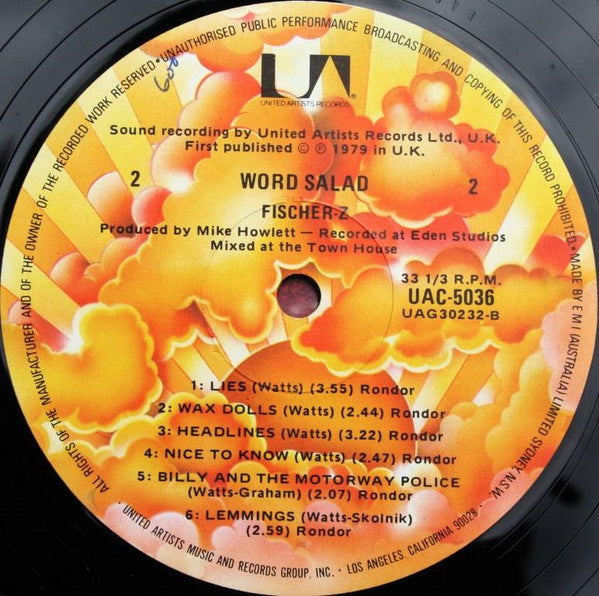 ALL RIGHTS OF THE MANUFACTURER AND OF THE OWNER OF THE RECORDED WORK RESERVED·UNAUTHORISED PUBLIC PERFORMANCE BROADCASTING AND COPYING OF THIS RECORD PROHIBITED·MADE BY E M I (AUSTRALIA) LIMITED SYDNEY, N.S.W.
UA
UNITED ARTISTS RECORDS
®
Sound recording by United Artists Records Ltd., U.K.
First published © ℗ 1979 in U.K.
2 WORD SALAD 2
FISCHER-Z
Produced by Mike Howlett — Recorded at Eden Studios
Mixed at the Town House
33 1/3 R.P.M.
UAC-5036
UAG30232-B
1: LIES (Watts) (3.55) Rondor
2: WAX DOLLS (Watts) (2.44) Rondor
3: HEADLINES (Watts) (3.22) Rondor
4: NICE TO KNOW (Watts) (2.47) Rondor
5: BILLY AND THE MOTORWAY POLICE
(Watts-Graham) (2.07) Rondor
6: LEMMINGS (Watts-Skolnik)
(2.59) Rondor
· UNITED ARTISTS MUSIC AND RECORDS GROUP, INC. · LOS ANGELES, CALIFORNIA 90028 ·